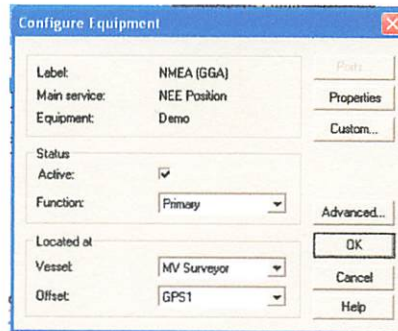 Configure Equipment
Label: NMEA (GGA)
Main service: NEE Position
Equipment: Demo
Status
Active:
Function: Primary
Located at
Vessel: MV Surveyor
Offset: GPS1
Ports...
Properties
Custom...
Advanced...
OK
Cancel
Help